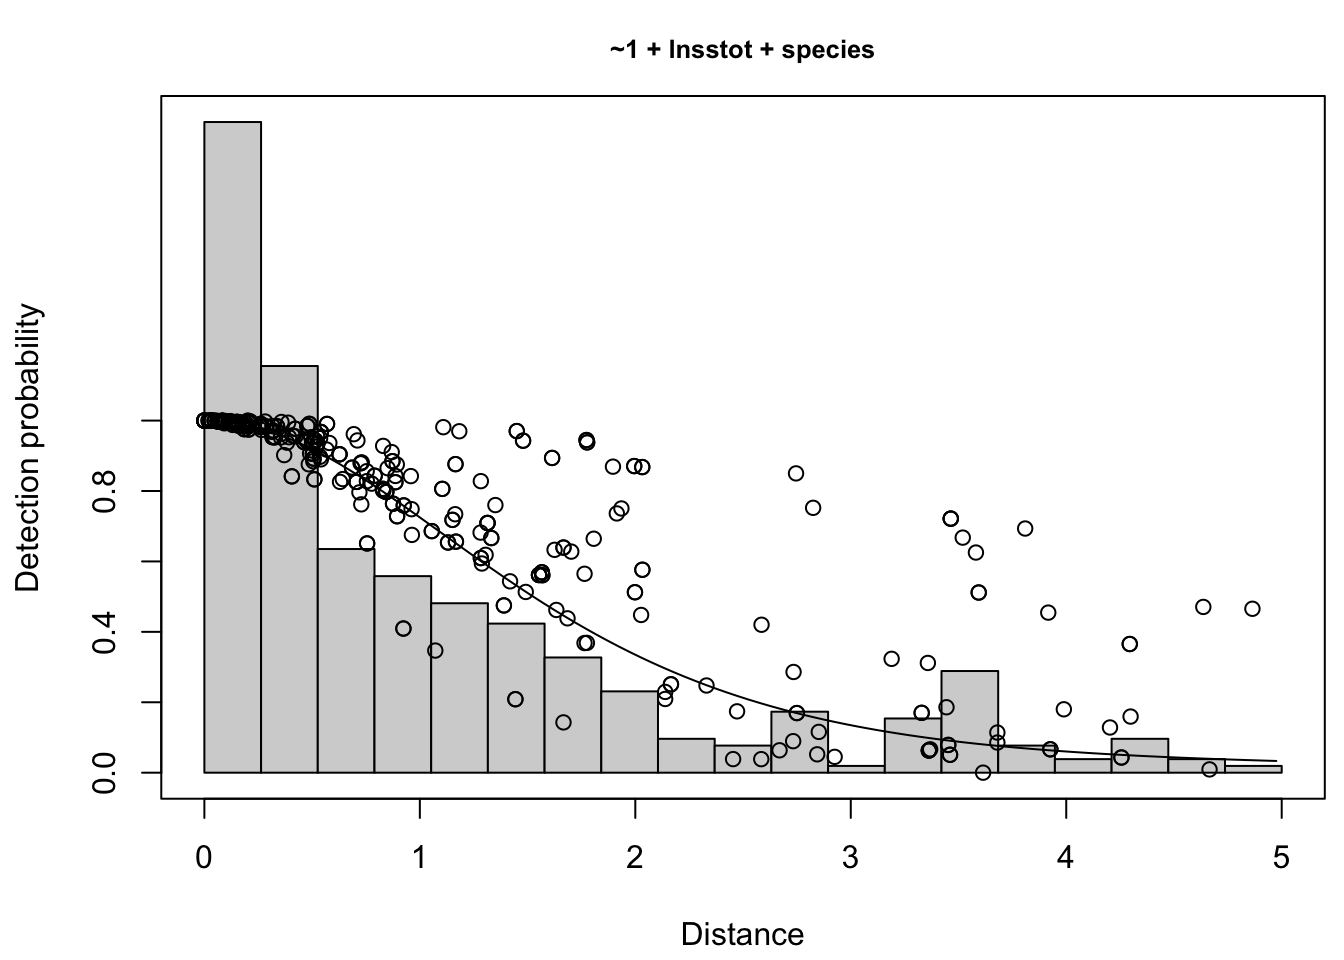 ~1 + lnsstot + species
Detection probability
0.8
0.4
0.0
0 1 2 3 4 5
Distance